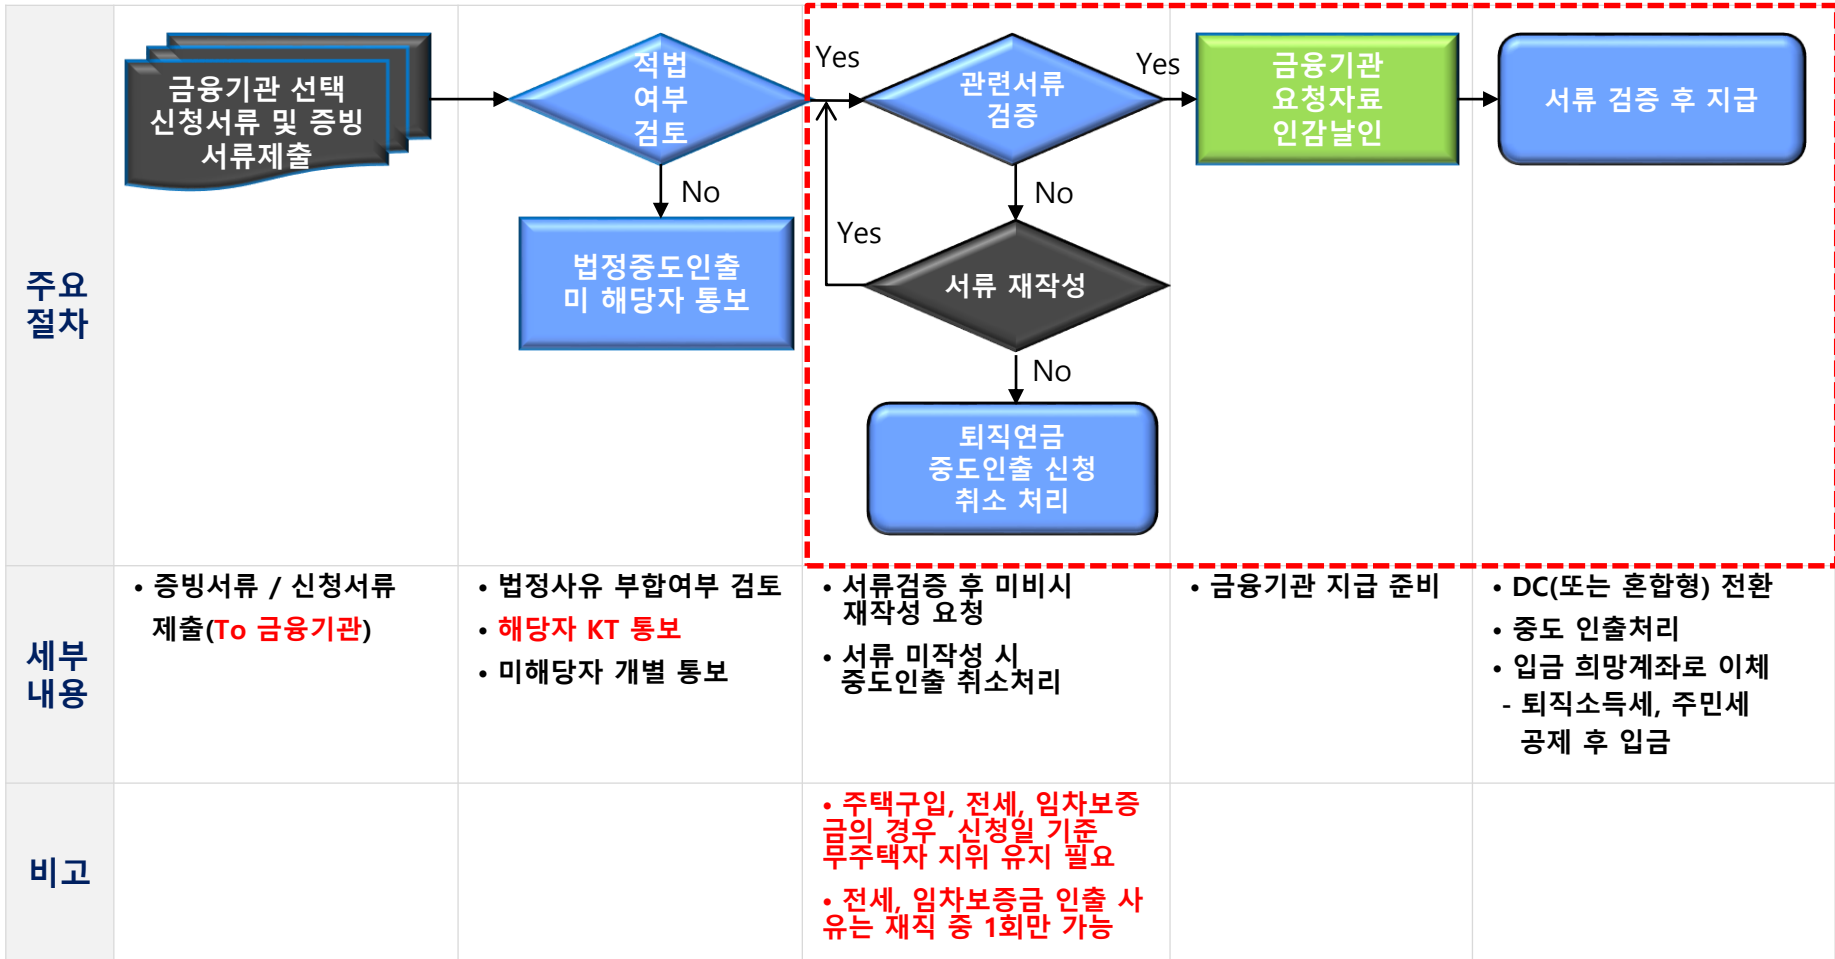 주요
절차
금융기관 선택
신청서류 및 증빙
서류제출
적법
여부
검토
Yes
No
법정중도인출
미 해당자 통보
관련서류
검증
Yes
No
Yes
서류 재작성
No
퇴직연금
중도인출 신청
취소 처리
금융기관
요청자료
인감날인
서류 검증 후 지급
세부
내용
• 증빙서류 / 신청서류
제출(To 금융기관)
• 법정사유 부합여부 검토
• 해당자 KT 통보
• 미해당자 개별 통보
• 서류검증 후 미비시
재작성 요청
• 서류 미작성 시
중도인출 취소처리
• 금융기관 지급 준비
• DC(또는 혼합형) 전환
• 중도 인출처리
• 입금 희망계좌로 이체
- 퇴직소득세, 주민세
공제 후 입금
비고
• 주택구입, 전세, 임차보증
금의 경우 신청일 기준
무주택자 지위 유지 필요
• 전세, 임차보증금 인출 사
유는 재직 중 1회만 가능